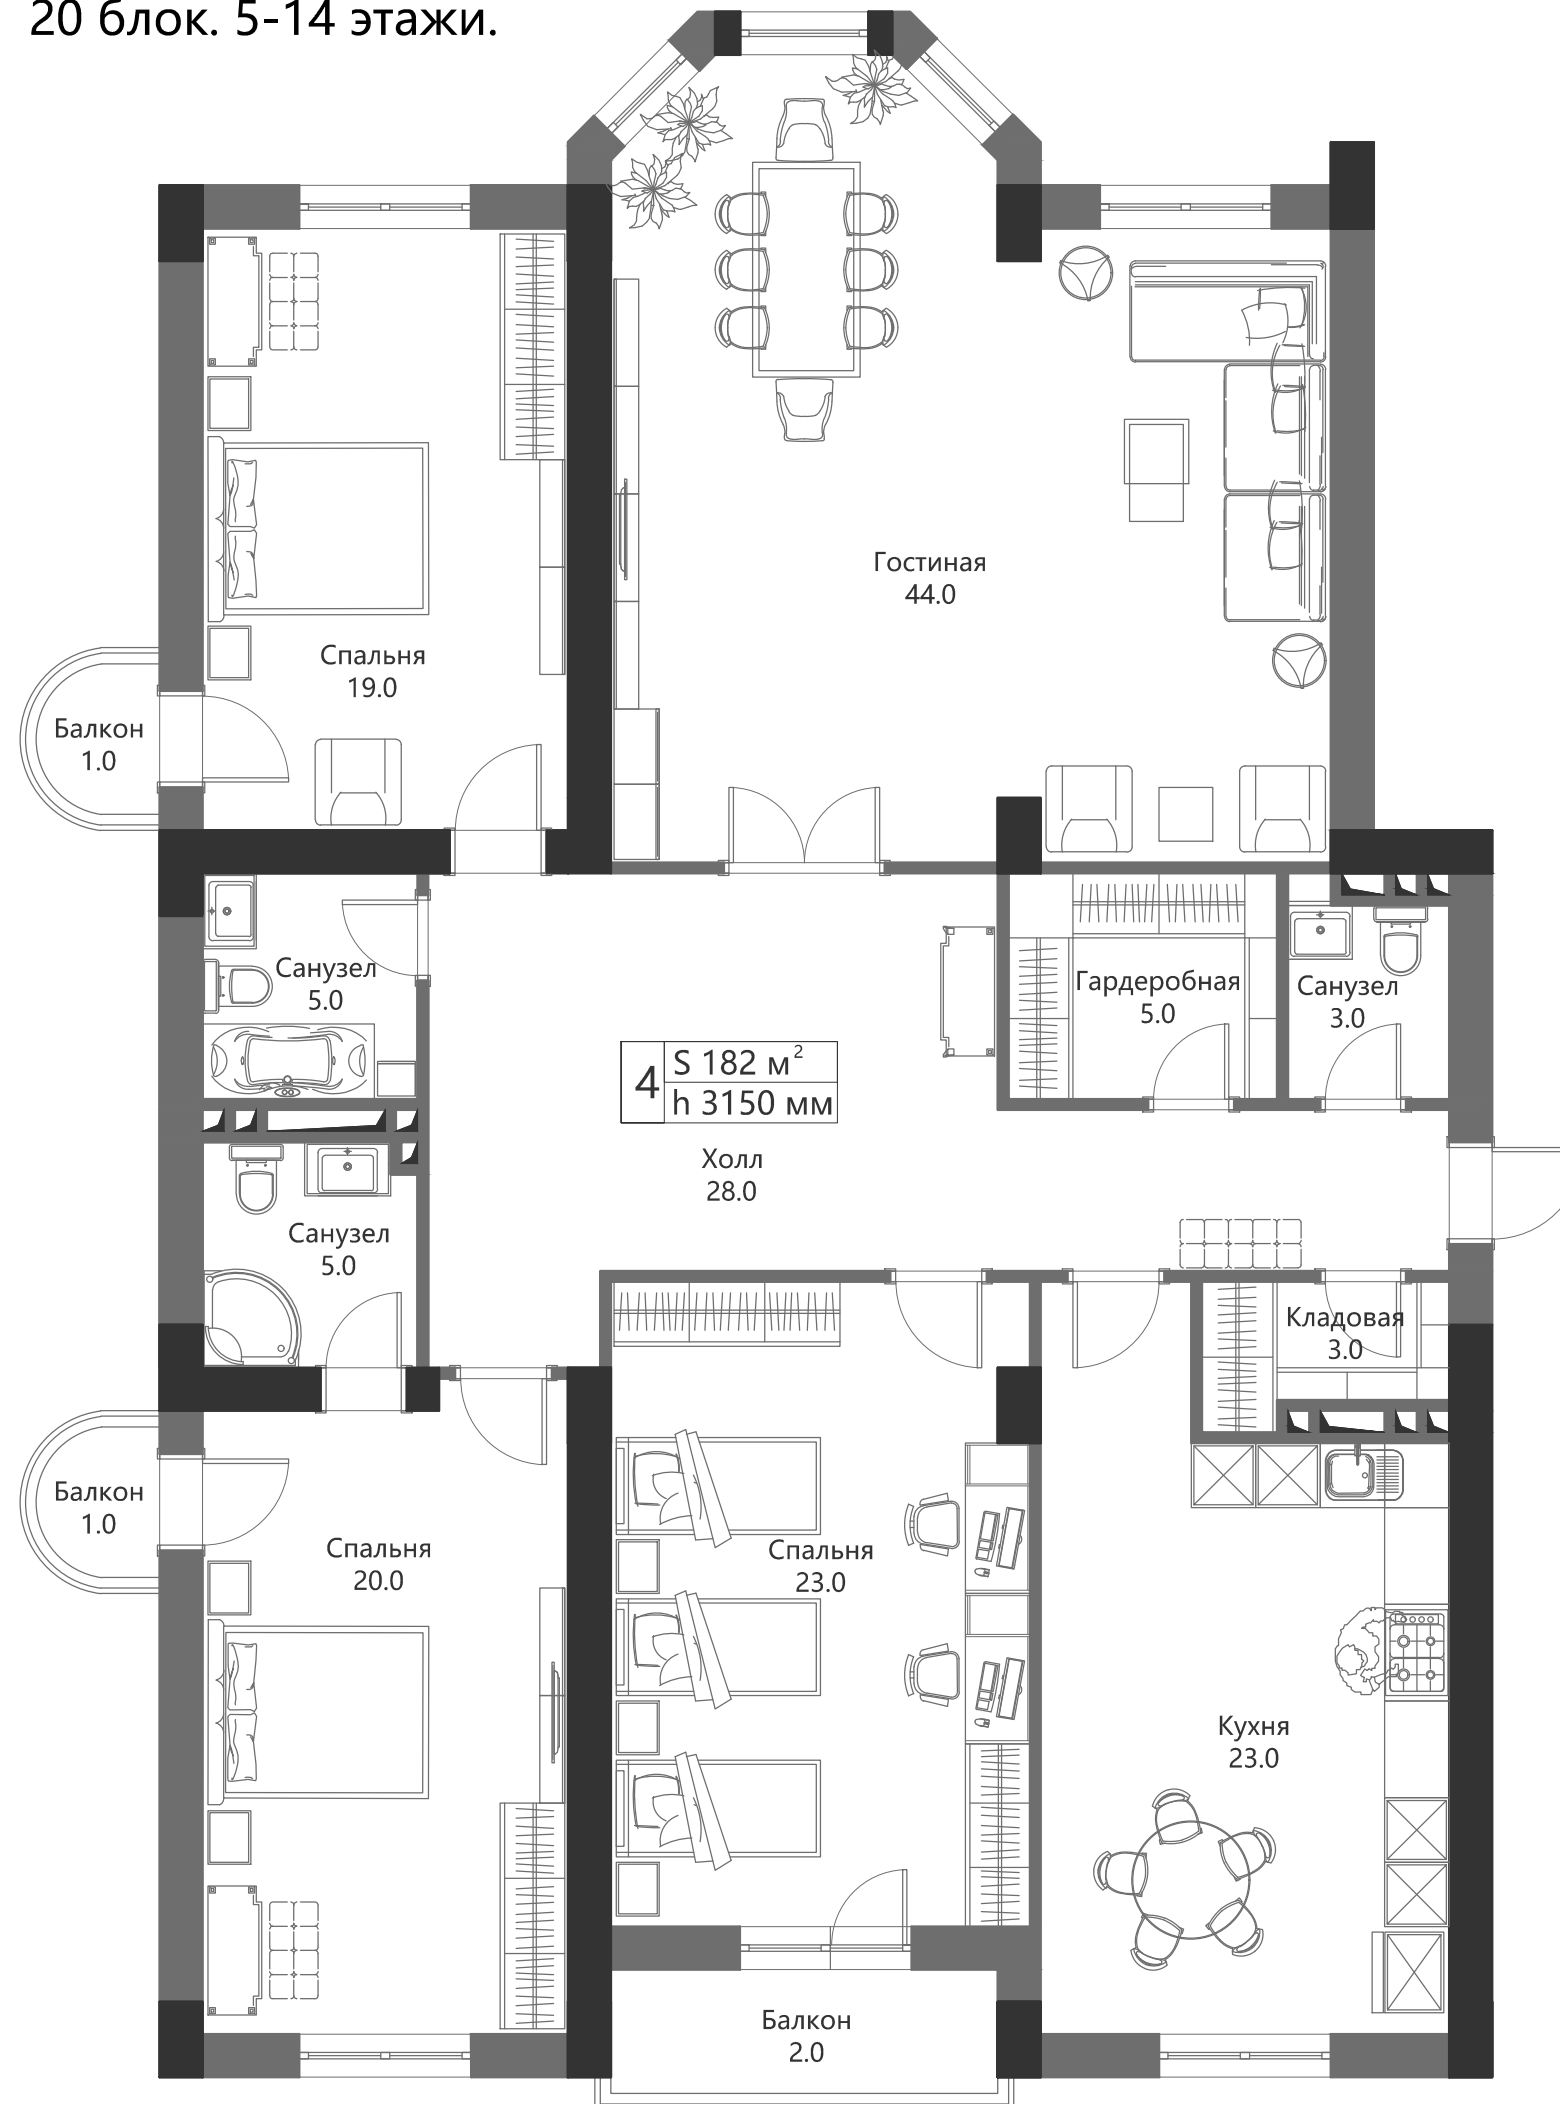 20 блок. 5-14 этажи.
Гостиная
44.0
Спальня
19.0
Балкон
1.0
Санузел
5.0
Гардеробная
5.0
Санузел
3.0
4
S 182 м²
h 3150 мм
Холл
28.0
Санузел
5.0
Кладовая
3.0
Балкон
1.0
Спальня
20.0
Спальня
23.0
Кухня
23.0
Балкон
2.0